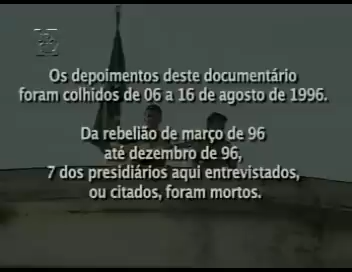 Os depoimentos deste documentário
foram colhidos de 06 a 16 de agosto de 1996.
Da rebelião de março de 96
até dezembro de 96,
7 dos presidiários aqui entrevistados,
ou citados, foram mortos.